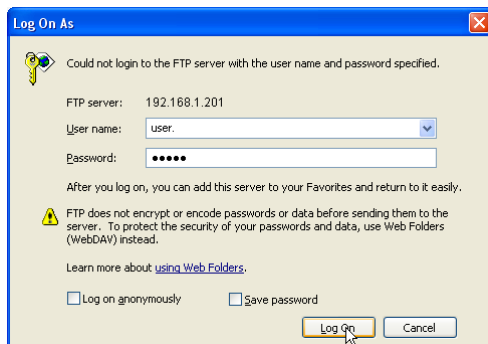 Log On As
Could not login to the FTP server with the user name and password specified.
FTP server: 192.168.1.201
User name: user.
Password: •••••
After you log on, you can add this server to your Favorites and return to it easily.
FTP does not encrypt or encode passwords or data before sending them to the
server. To protect the security of your passwords and data, use Web Folders
(WebDAV) instead.
Learn more about using Web Folders.
Log on anonymously Save password
Log On Cancel